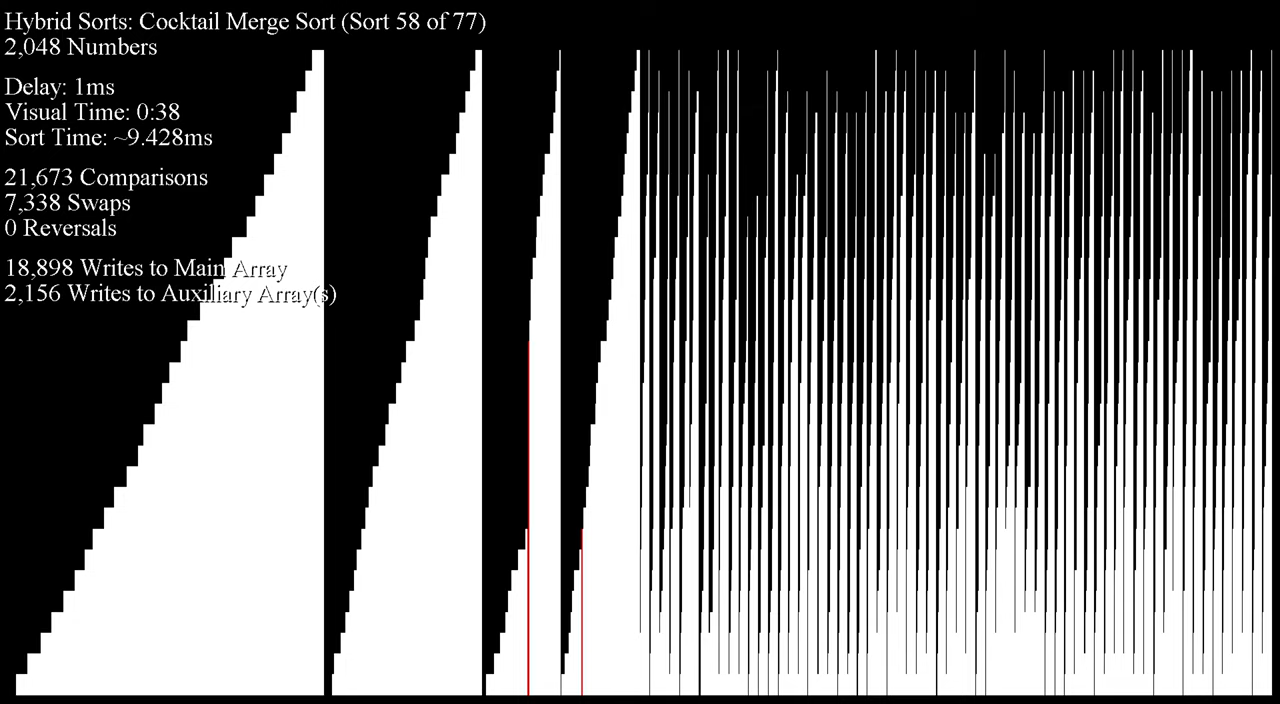 Hybrid Sorts: Cocktail Merge Sort (Sort 58 of 77)
2,048 Numbers
Delay: 1ms
Visual Time: 0:38
Sort Time: ~9.428ms
21,673 Comparisons
7,338 Swaps
0 Reversals
18,898 Writes to Main Array
2,156 Writes to Auxiliary Array(s)